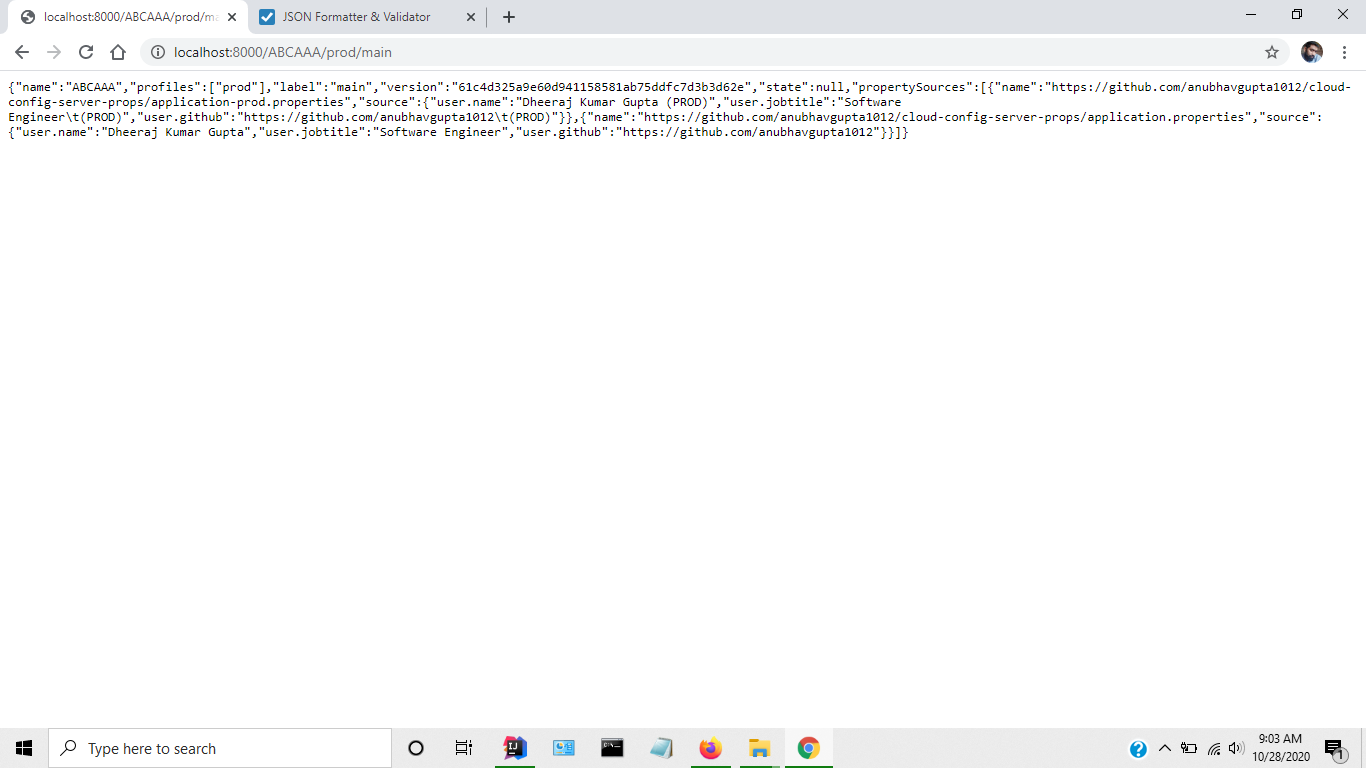 localhost:8000/ABCAAA/prod/ma
JSON Formatter & Validator
localhost:8000/ABCAAA/prod/main
{"name":"ABCAAA","profiles":["prod"],"label":"main","version":"61c4d325a9e60d941158581ab75ddfc7d3b3d62e","state":null,"propertySources":[{"name":"https://github.com/anubhavgupta1012/cloud-
config-server-props/application-prod.properties","source":{"user.name":"Dheeraj Kumar Gupta (PROD)","user.jobtitle":"Software
Engineer\t(PROD)","user.github":"https://github.com/anubhavgupta1012\t(PROD)"}},{"name":"https://github.com/anubhavgupta1012/cloud-config-server-props/application.properties","source":
{"user.name":"Dheeraj Kumar Gupta","user.jobtitle":"Software Engineer","user.github":"https://github.com/anubhavgupta1012"}}]}
Type here to search
9:03 AM
10/28/2020
1